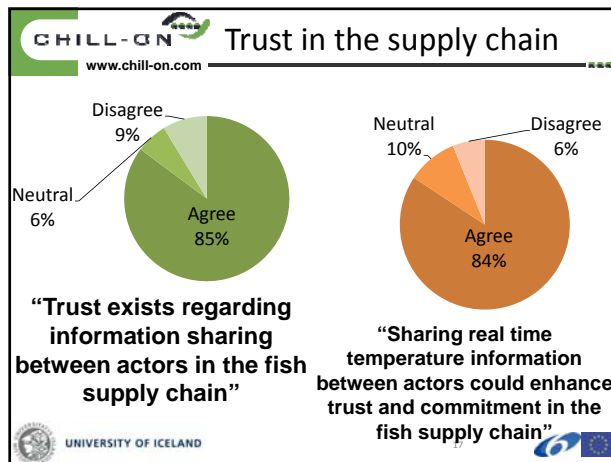 CHILL-ON
www.chill-on.com
Trust in the supply chain
Disagree
9%
Neutral
6%
Agree
85%
“Trust exists regarding
information sharing
between actors in the fish
supply chain”
Neutral
10%
Disagree
6%
Agree
84%
“Sharing real time
temperature information
between actors could enhance
trust and commitment in the
fish supply chain”
17
UNIVERSITY OF ICELAND
6